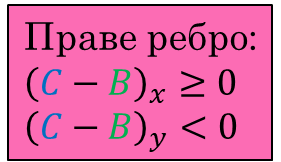 Праве ребро:
(C − B)ₓ ≥ 0
(C − B)ᵧ < 0